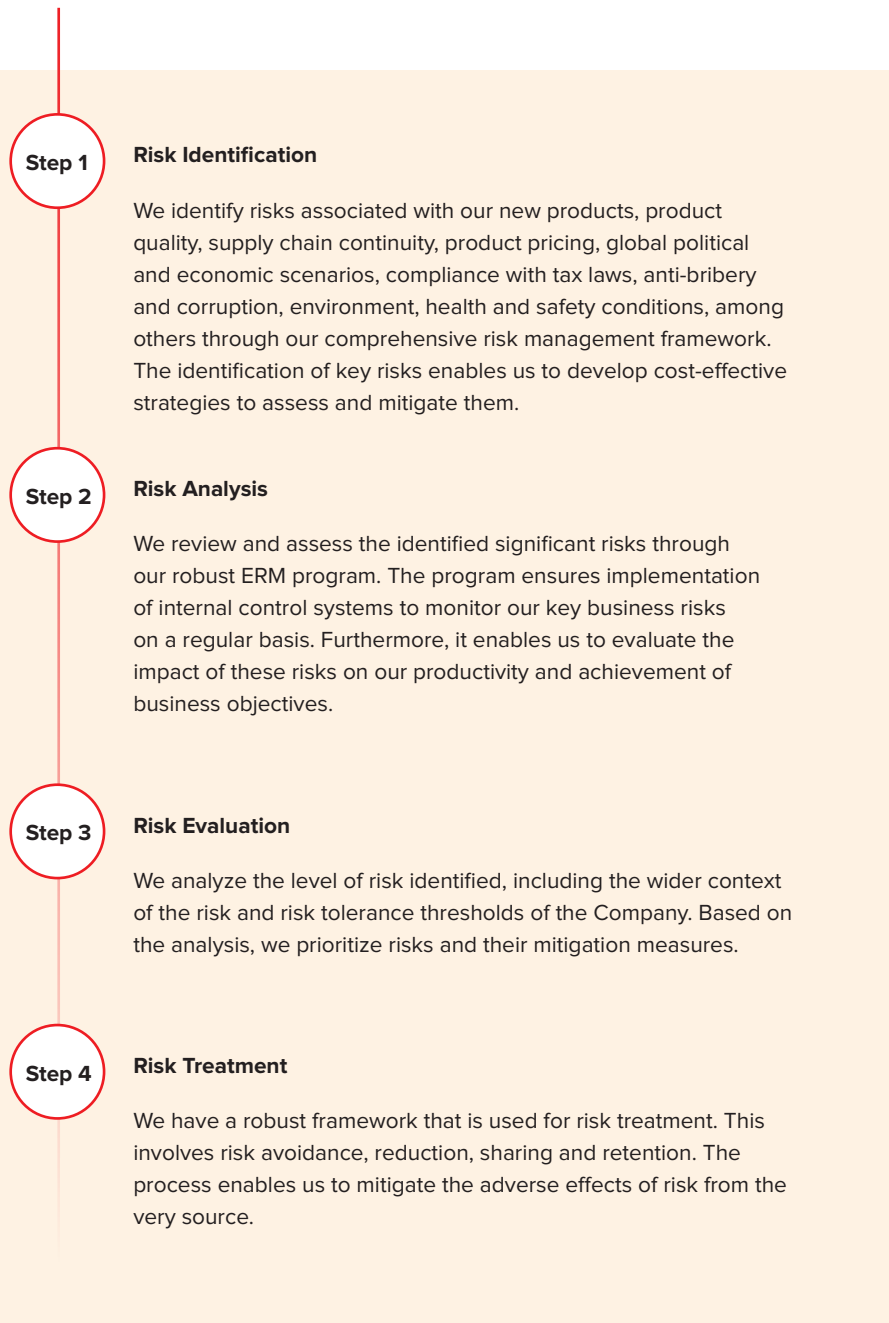 Step 1
Risk Identification
We identify risks associated with our new products, product
quality, supply chain continuity, product pricing, global political
and economic scenarios, compliance with tax laws, anti-bribery
and corruption, environment, health and safety conditions, among
others through our comprehensive risk management framework.
The identification of key risks enables us to develop cost-effective
strategies to assess and mitigate them.
Step 2
Risk Analysis
We review and assess the identified significant risks through
our robust ERM program. The program ensures implementation
of internal control systems to monitor our key business risks
on a regular basis. Furthermore, it enables us to evaluate the
impact of these risks on our productivity and achievement of
business objectives.
Step 3
Risk Evaluation
We analyze the level of risk identified, including the wider context
of the risk and risk tolerance thresholds of the Company. Based on
the analysis, we prioritize risks and their mitigation measures.
Step 4
Risk Treatment
We have a robust framework that is used for risk treatment. This
involves risk avoidance, reduction, sharing and retention. The
process enables us to mitigate the adverse effects of risk from the
very source.